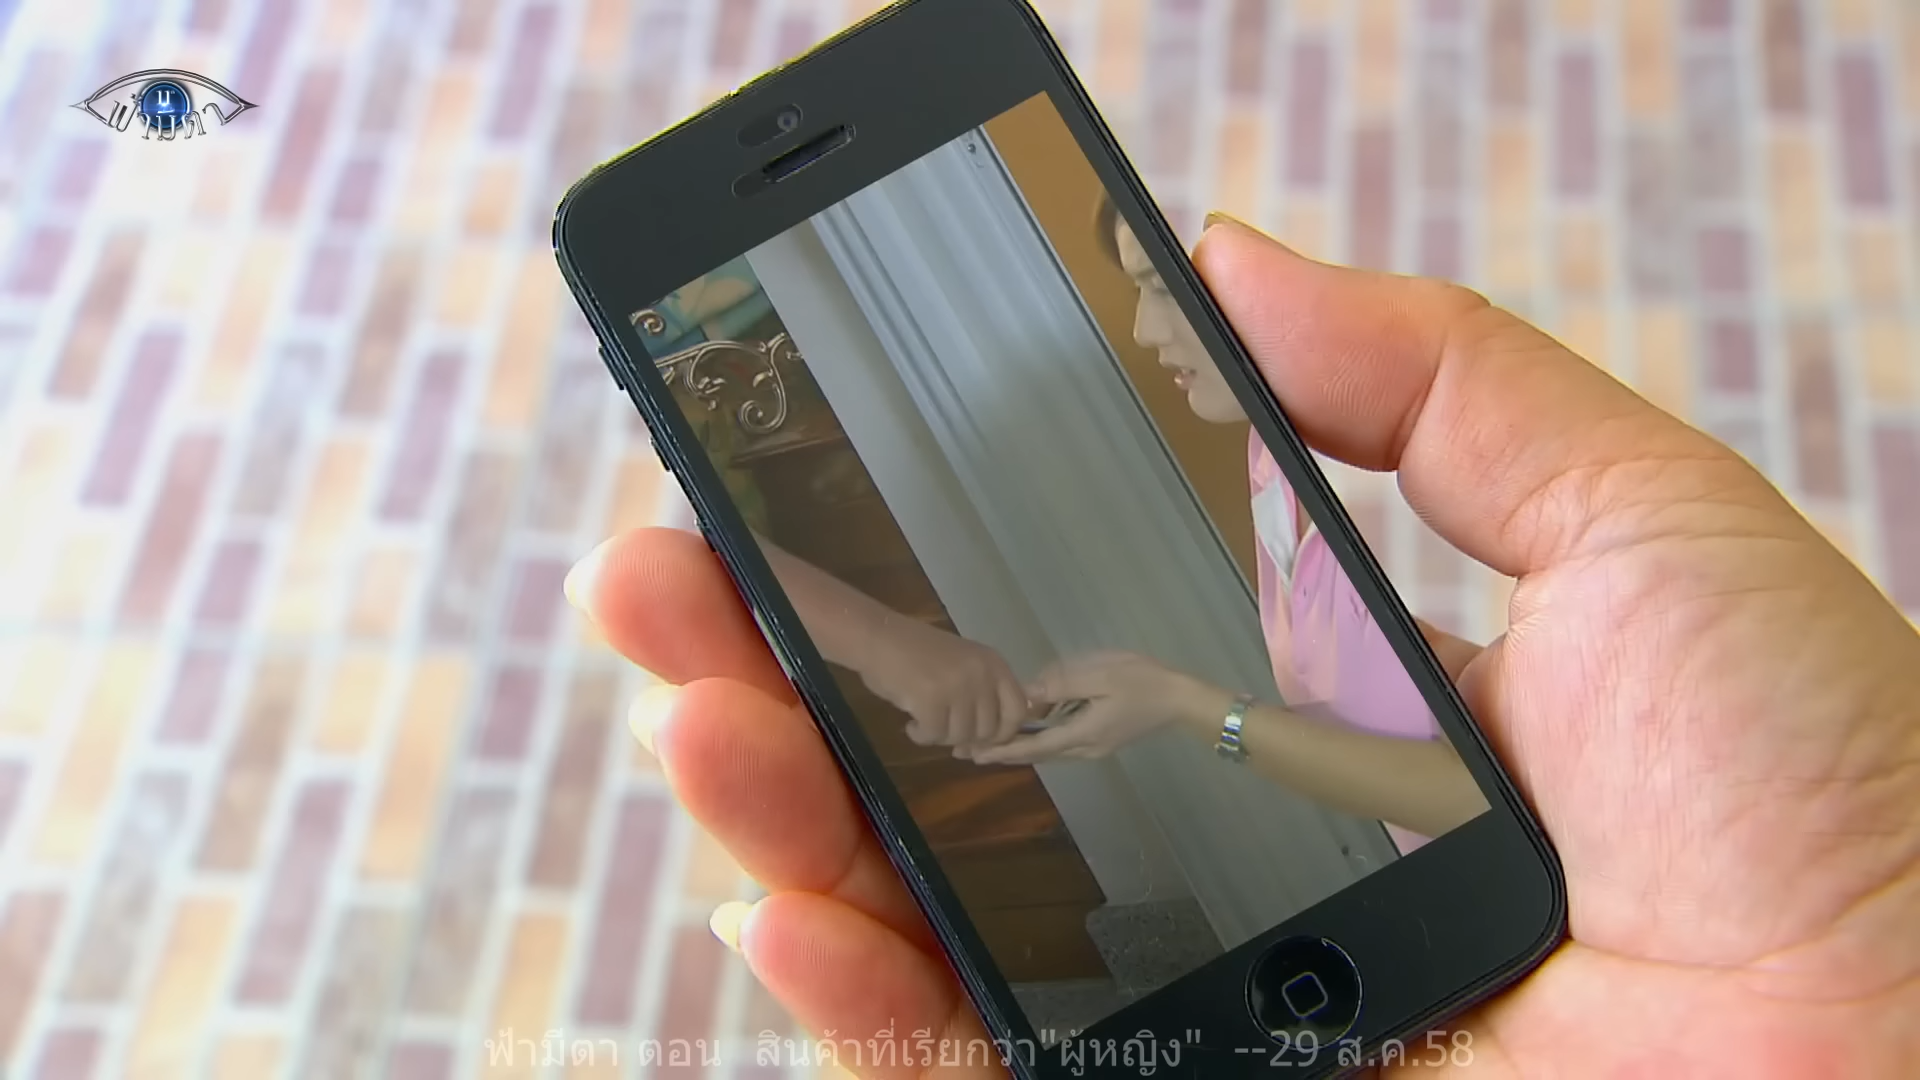 ฟ้ามีตา
ฟ้ามีตา ตอน สินค้าที่เรียกว่า"ผู้หญิง" --29 ส.ค.58